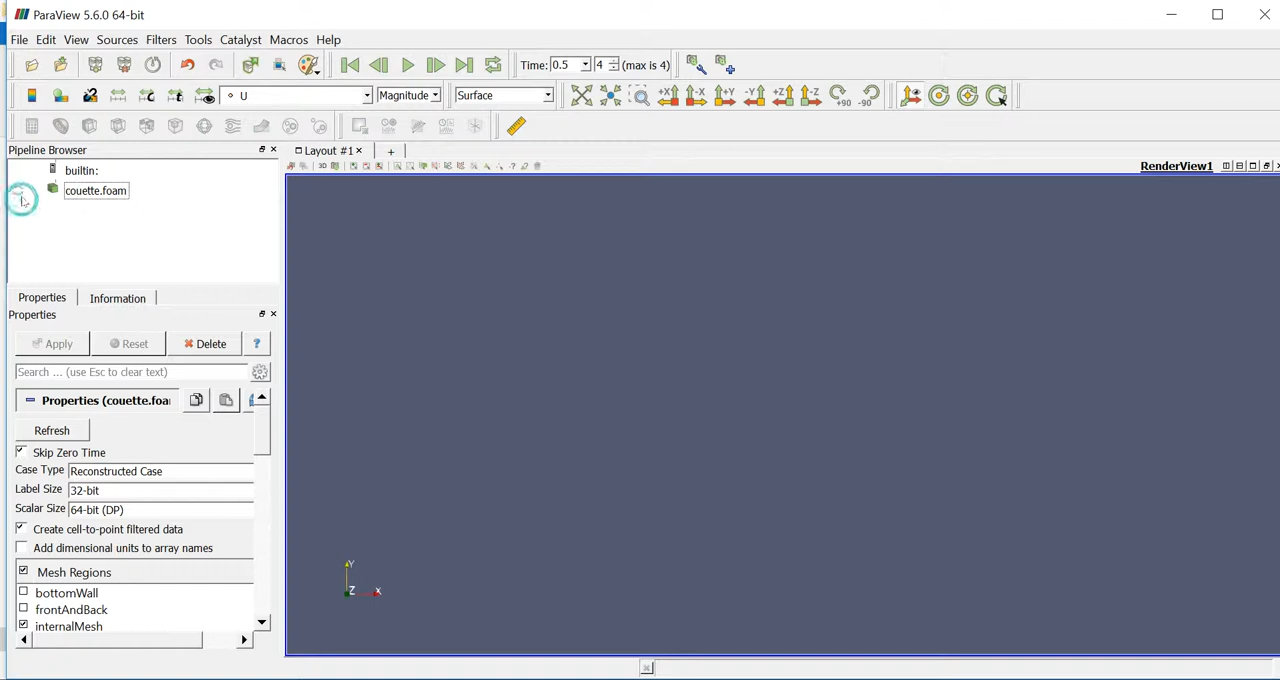 ParaView 5.6.0 64-bit
File Edit View Sources Filters Tools Catalyst Macros Help
Time: 0.5 4 (max is 4)
U Magnitude Surface +X -X +Y -Y +Z -Z +90 -90
Pipeline Browser
Layout #1 +
builtin:
3D
RenderView1
couette.foam
Properties Information
Properties
Apply Reset Delete ?
Search ... (use Esc to clear text)
Properties (couette.foa
Refresh
Skip Zero Time
Case Type Reconstructed Case
Label Size 32-bit
Scalar Size 64-bit (DP)
Create cell-to-point filtered data
Add dimensional units to array names
Mesh Regions
bottomWall
frontAndBack
internalMesh
Y
Z X